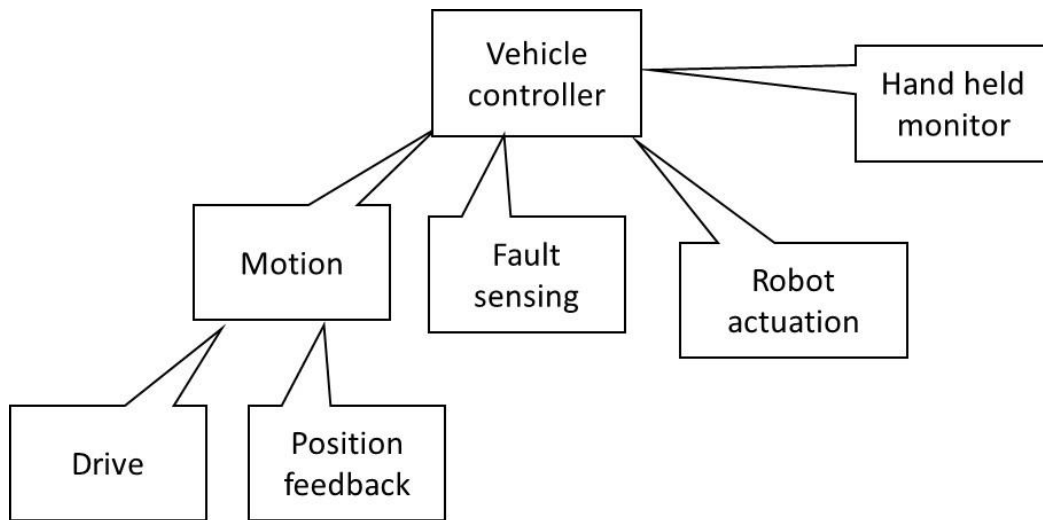 Vehicle
controller
Hand held
monitor
Motion
Fault
sensing
Robot
actuation
Drive
Position
feedback